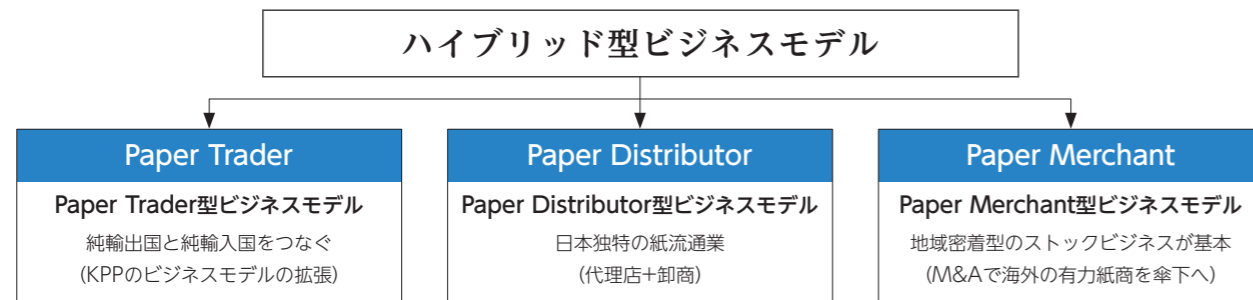 ハイブリッド型ビジネスモデル
Paper Trader
Paper Trader型ビジネスモデル
純輸出国と純輸入国をつなぐ
(KPPのビジネスモデルの拡張)
Paper Distributor
Paper Distributor型ビジネスモデル
日本独特の紙流通業
(代理店+卸商)
Paper Merchant
Paper Merchant型ビジネスモデル
地域密着型のストックビジネスが基本
(M&Aで海外の有力紙商を傘下へ)